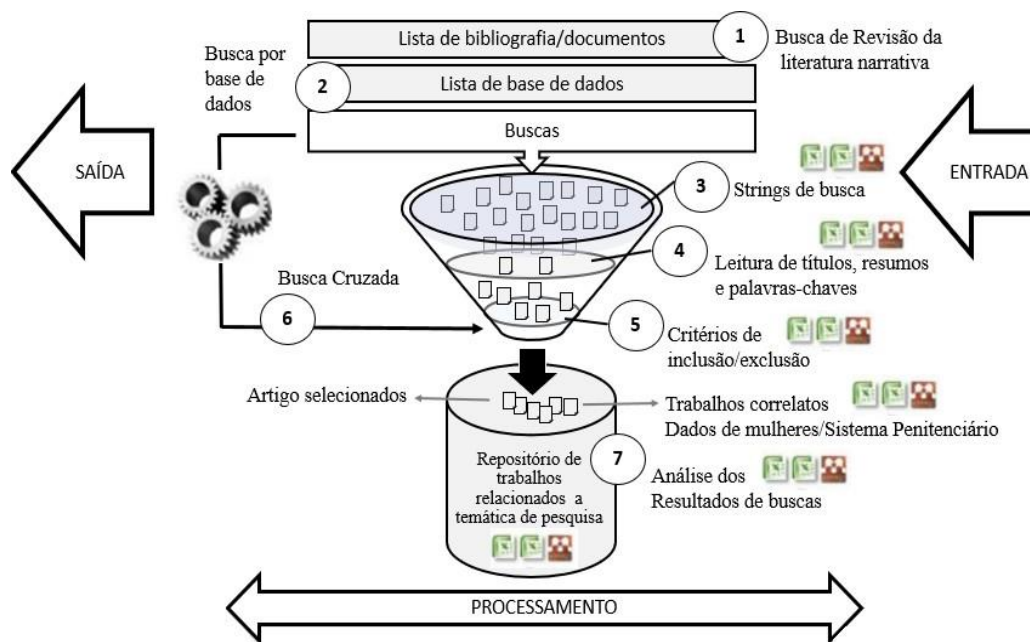 Lista de bibliografia/documentos
1
Busca de Revisão da
literatura narrativa
Busca por
base de
dados
2
Lista de base de dados
Buscas
SAÍDA
ENTRADA
3
Strings de busca
4
Leitura de títulos, resumos
e palavras-chaves
Busca Cruzada
6
5
Critérios de
inclusão/exclusão
Artigo selecionados
Trabalhos correlatos
Dados de mulheres/Sistema Penitenciário
7
Repositório de
trabalhos
relacionados a
temática de pesquisa
Análise dos
Resultados de buscas
PROCESSAMENTO